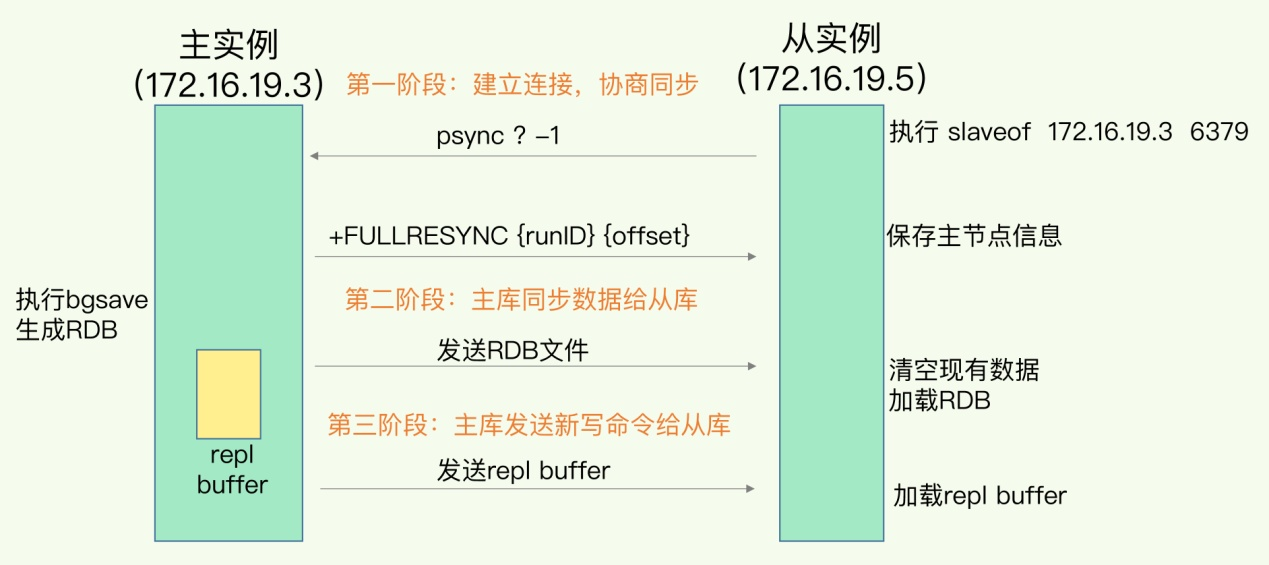 主实例
(172.16.19.3)
从实例
(172.16.19.5)
第一阶段：建立连接，协商同步
psync ? –1
执行 slaveof 172.16.19.3 6379
+FULLRESYNC {runID} {offset}
保存主节点信息
执行bgsave
生成RDB
第二阶段：主库同步数据给从库
发送RDB文件
清空现有数据
加载RDB
第三阶段：主库发送新写命令给从库
repl
buffer
发送repl buffer
加载repl buffer